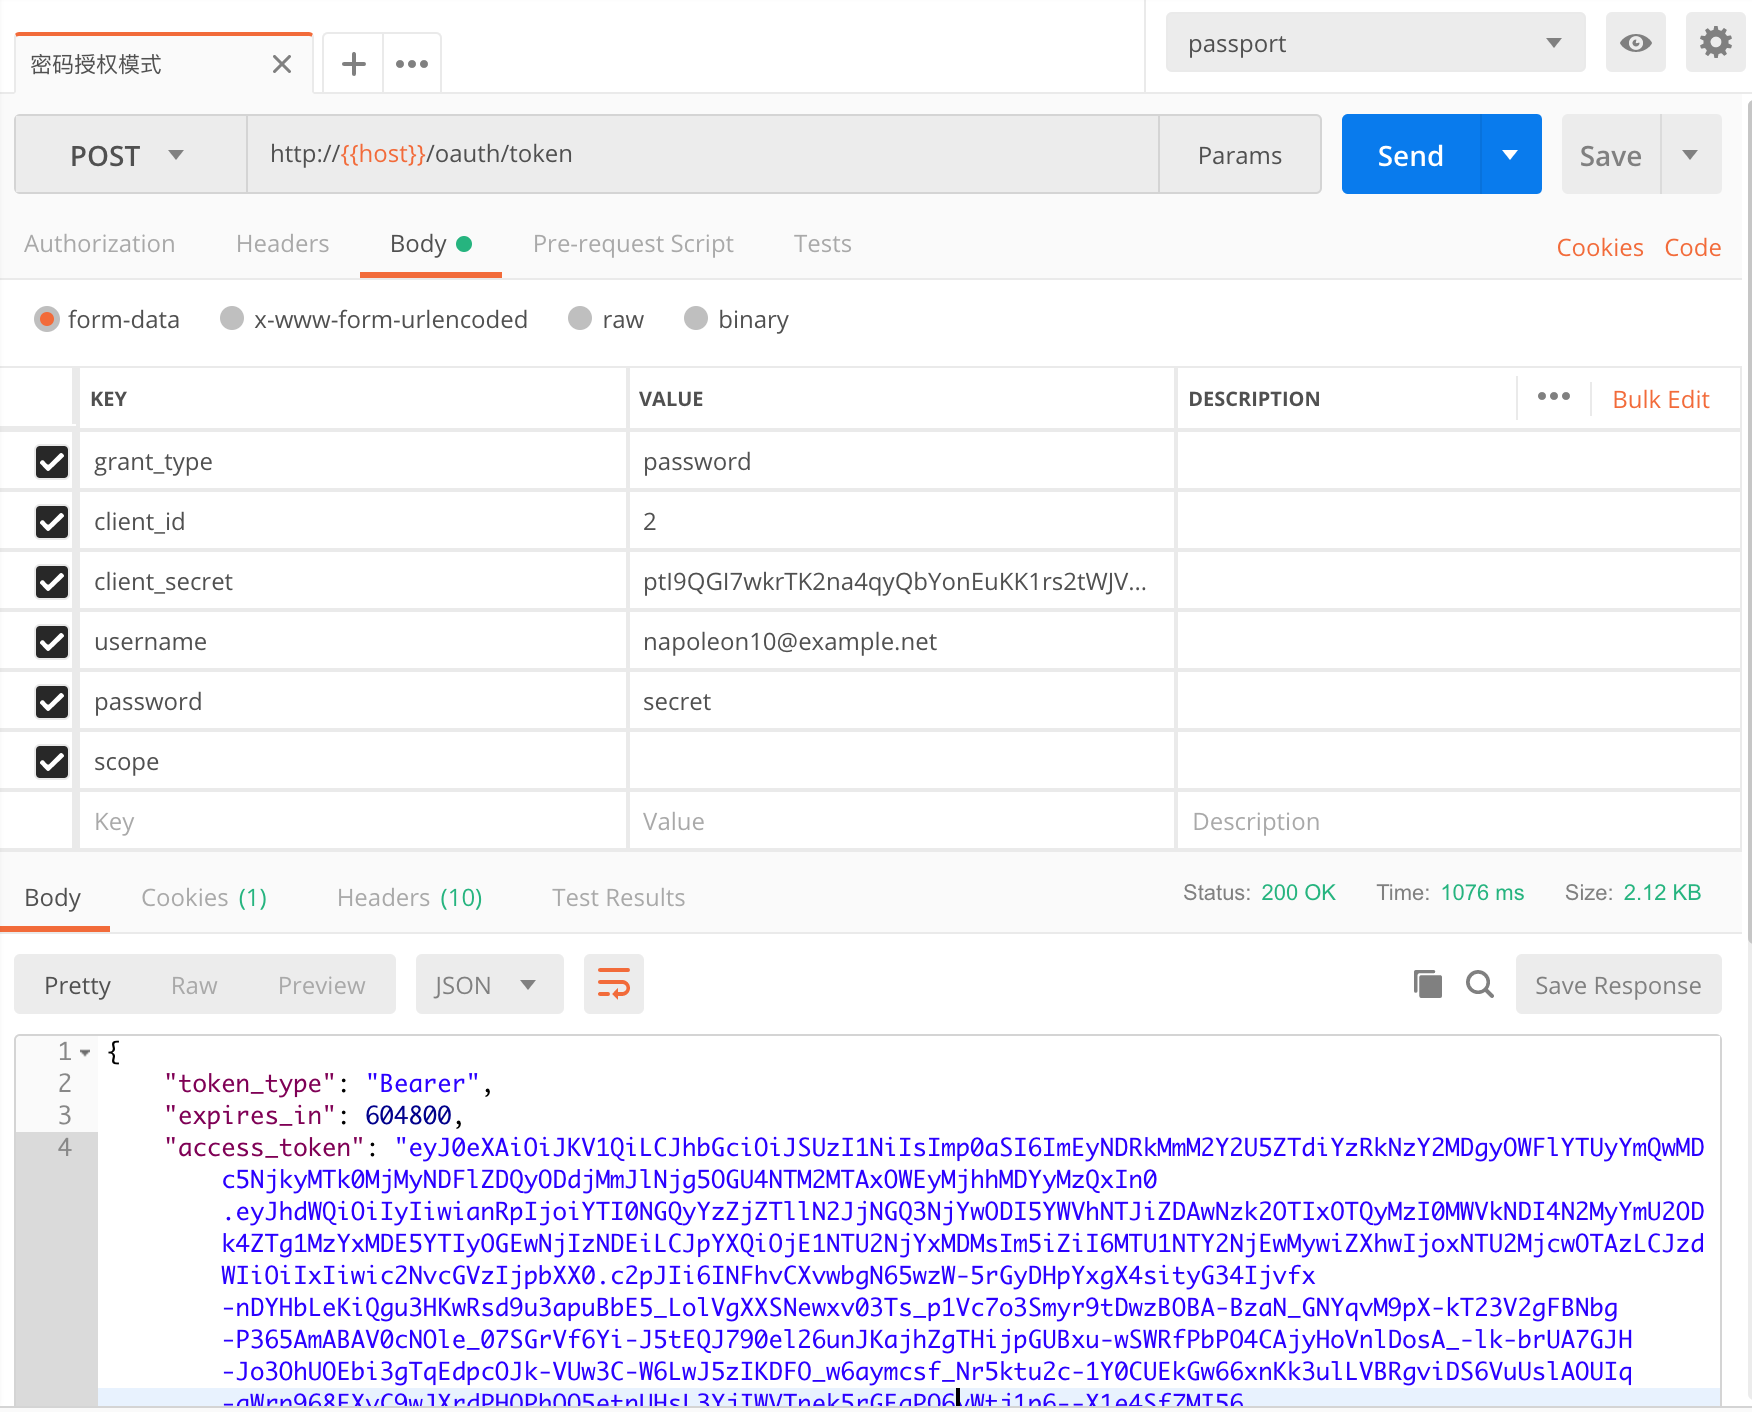 密码授权模式
passport
POST
http://{{host}}/oauth/token
Params
Send
Save
Authorization Headers Body Pre-request Script Tests
Cookies Code
form-data x-www-form-urlencoded raw binary
KEY VALUE DESCRIPTION ••• Bulk Edit
grant_type password
client_id 2
client_secret ptI9QGI7wkrTK2na4qyQbYonEuKK1rs2tWJV...
username napoleon10@example.net
password secret
scope
Key Value Description
Body Cookies (1) Headers (10) Test Results Status: 200 OK Time: 1076 ms Size: 2.12 KB
Pretty Raw Preview JSON Save Response
1 {
2 "token_type": "Bearer",
3 "expires_in": 604800,
4 "access_token": "eyJ0eXAiOiJKV1QiLCJhbGciOiJSUzI1NiIsImp0aSI6ImEyNDRkMmM2Y2U5ZTdiYzRkNzY2MDgyOWFlYTUyYmQwMD
c5NjkyMTk0MjMyNDFlZDQyODdjMmJlNjg5OGU4NTM2MTAxOWEyMjhhMDYyMzQxIn0
.eyJhdWQiOiIyIiwianRpIjoiYTI0NGQyYzZjZTllN2JjNGQ3NjYwODI5YWVhNTJiZDAwNzk2OTIxOTQyMzI0MWVkNDI4N2MyYmU2OD
k4ZTg1MzYxMDE5YTIyOGEwNjIzNDEiLCJpYXQiOjE1NTU2NjYxMDMsIm5iZiI6MTU1NTY2NjEwMywiZXhwIjoxNTU2MjcwOTAzLCJzd
WIiOiIxIiwic2NvcGVzIjpbXX0.c2pJIi6INFhvCXvwbgN65wzW-5rGyDHpYxgX4sityG34Ijvfx
-nDYHbLeKiQgu3HKwRsd9u3apuBbE5_LolVgXXSNewxv03Ts_p1Vc7o3Smyr9tDwzBOBA-BzaN_GNYqvM9pX-kT23V2gFBNbg
-P365AmABAV0cNOle_07SGrVf6Yi-J5tEQJ790el26unJKajhZgTHijpGUBxu-wSWRfPbPO4CAjyHoVnlDosA_-lk-brUA7GJH
-Jo3OhUOEbi3gTqEdpcOJk-VUw3C-W6LwJ5zIKDFO_w6aymcsf_Nr5ktu2c-1Y0CUEkGw66xnKk3ulLVBRgviDS6VuUslAOUIq